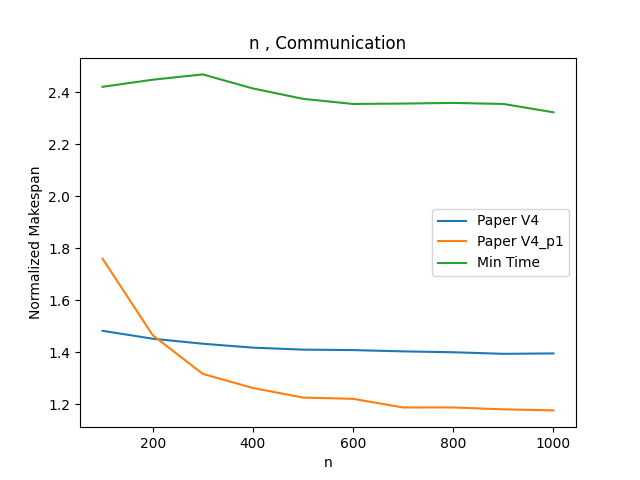 n , Communication
Normalized Makespan
2.4
2.2
2.0
1.8
1.6
1.4
1.2
Paper V4
Paper V4_p1
Min Time
200 400 600 800 1000
n